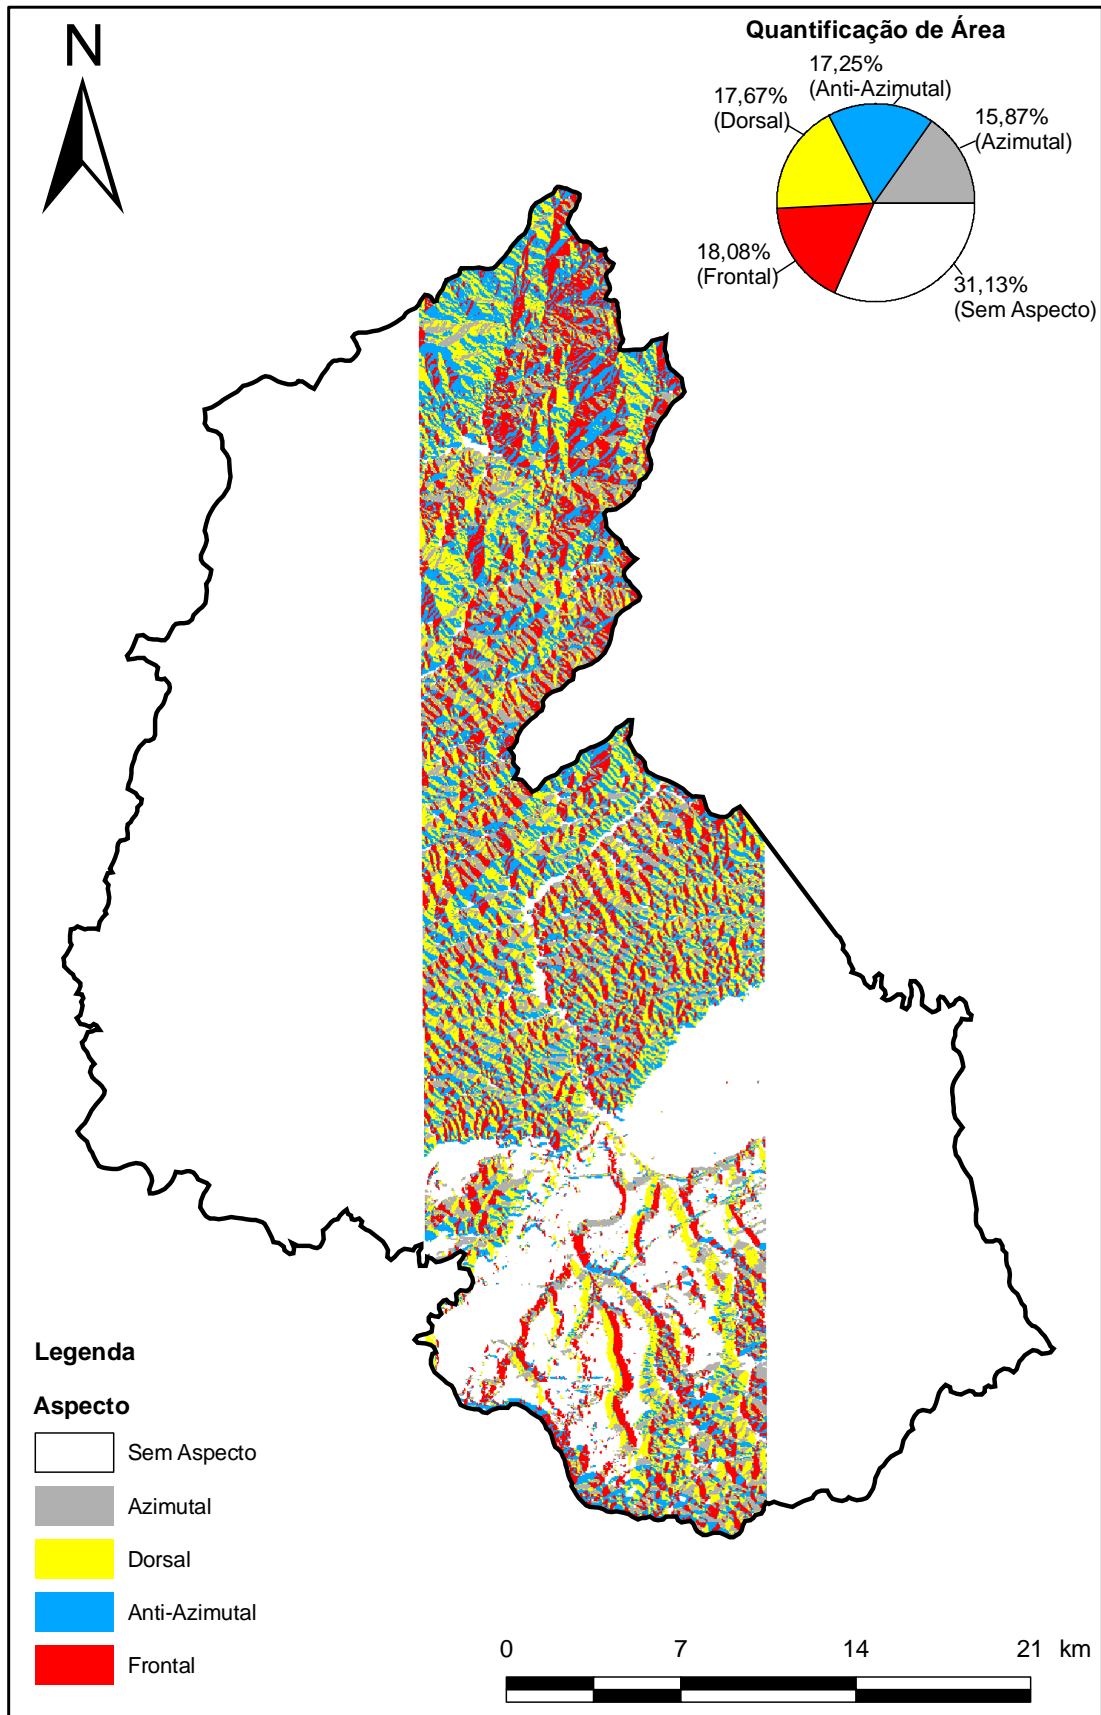 N
Quantificação de Área
17,25%
(Anti-Azimutal)
17,67%
(Dorsal)
15,87%
(Azimutal)
18,08%
(Frontal)
31,13%
(Sem Aspecto)
Legenda
Aspecto
Sem Aspecto
Azimutal
Dorsal
Anti-Azimutal
Frontal
0 7 14 21 km